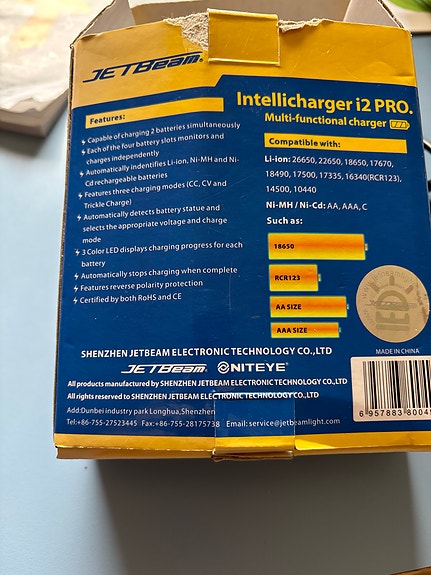 JETBeam
Intellicharger i2 PRO.
Multi-functional charger
Features:
Capable of charging 2 batteries simultaneously
Each of the four battery slots monitors and
charges independently
Automatically indentifies Li-ion, Ni-MH and Ni-
Cd rechargeable batteries
Features three charging modes (CC, CV and
Trickle Charge)
Automatically detects battery statue and
selects the appropriate voltage and charge
mode
3 Color LED displays charging progress for each
battery
Automatically stops charging when complete
Features reverse polarity protection
Certified by both RoHS and CE
Compatible with:
Li-ion: 26650, 22650, 18650, 17670,
18490, 17500, 17335, 16340(RCR123),
14500, 10440
Ni-MH / Ni-Cd: AA, AAA, C
Such as:
18650
RCR123
AA SIZE
AAA SIZE
MADE IN CHINA
SHENZHEN JETBEAM ELECTRONIC TECHNOLOGY CO.,LTD
JETBeam NITEYE
All products manufactured by SHENZHEN JETBEAM ELECTRONIC TECHNOLOGY CO.,LTD
All rights reserved to SHENZHEN JETBEAM ELECTRONIC TECHNOLOGY CO.,LTD
Add:Dunbei industry park Longhua,Shenzhen
Tel:+86-755-27523445 Fax:+86-755-28175738 Email:service@jetbeamlight.com
6 957883 8004